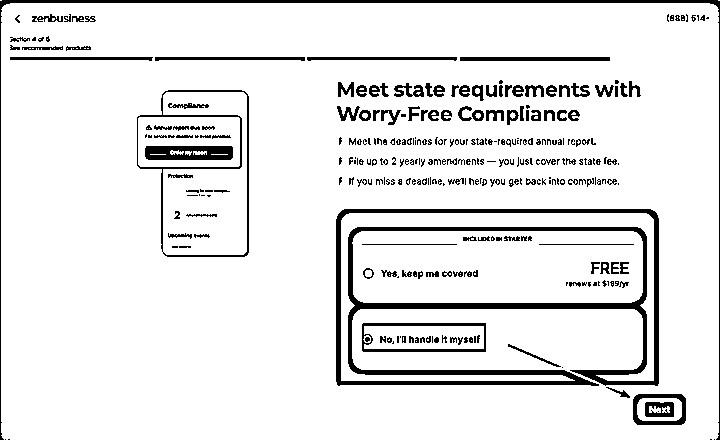 zenbusiness
(888) 514-
Section 4 of 6
See recommended products
Compliance
Annual report due soon
Order my report
Protection
2
Upcoming events
Meet state requirements with
Worry-Free Compliance
Meet the deadlines for your state-required annual report.
File up to 2 yearly amendments — you just cover the state fee.
If you miss a deadline, we'll help you get back into compliance.
INCLUDED IN STARTER
Yes, keep me covered
FREE
renews at $199/yr
No, I'll handle it myself
Next